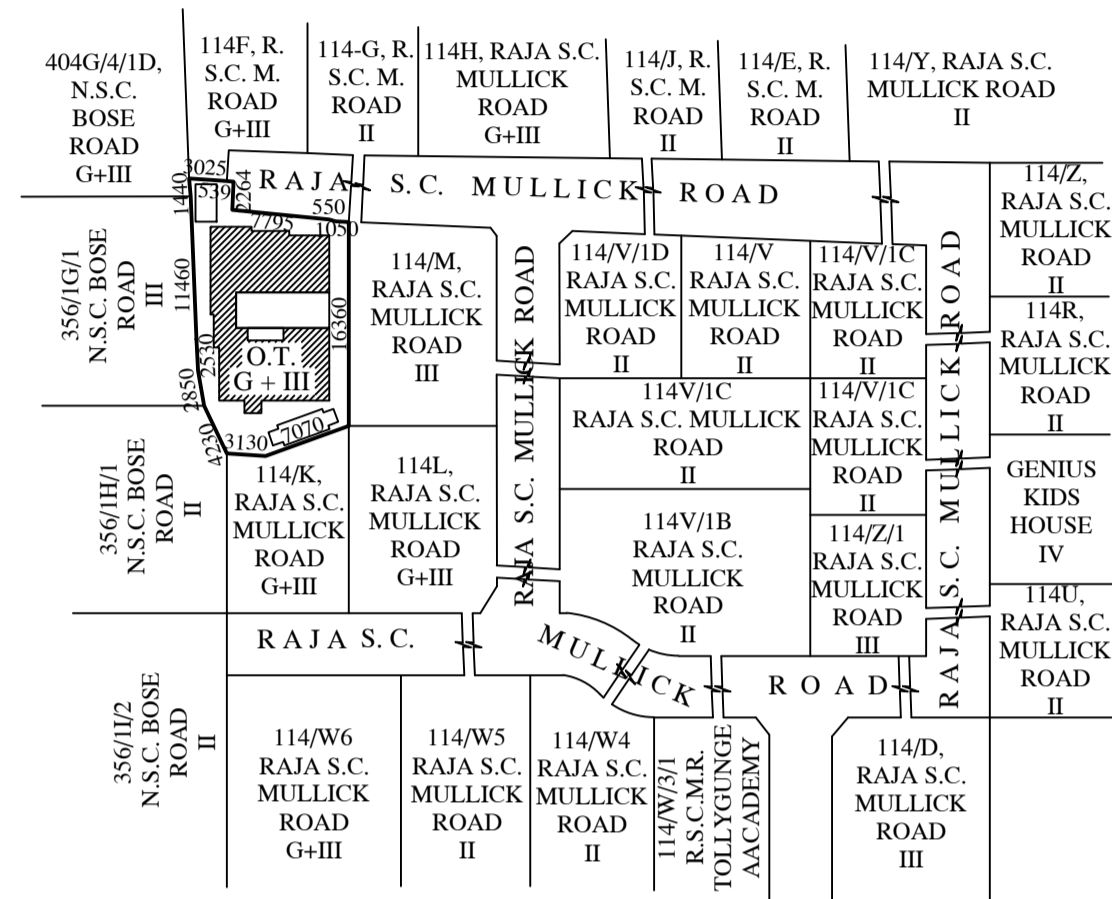 404G/4/1D,
N.S.C.
BOSE
ROAD
G+III
114F, R.
S.C. M.
ROAD
G+III
114-G, R.
S.C. M.
ROAD
II
114H, RAJA S.C.
MULLICK
ROAD
G+III
114/J, R.
S.C. M.
ROAD
II
114/E, R.
S.C. M.
ROAD
II
114/Y, RAJA S.C.
MULLICK ROAD
II
RAJA S.C. MULLICK ROAD
3025
1440
539
2264
550
7795
1050
11460
16360
2530
2850
4230
3130
7070
O.T.
G + III
356/1G/1
N.S.C. BOSE
ROAD
III
114/M,
RAJA S.C.
MULLICK
ROAD
III
RAJA S.C. MULLICK ROAD
114/V/1D
RAJA S.C.
MULLICK
ROAD
II
114/V
RAJA S.C.
MULLICK
ROAD
II
114/V/1C
RAJA S.C.
MULLICK
ROAD
II
RAJA S.C. MULLICK ROAD
114/Z,
RAJA S.C.
MULLICK
ROAD
II
114R,
RAJA S.C.
MULLICK
ROAD
II
114V/1C
RAJA S.C. MULLICK
ROAD
II
114/V/1C
RAJA S.C.
MULLICK
ROAD
II
GENIUS
KIDS
HOUSE
IV
356/1H/1
N.S.C. BOSE
ROAD
II
114/K,
RAJA S.C.
MULLICK
ROAD
G+III
114L,
RAJA S.C.
MULLICK
ROAD
G+III
114V/1B
RAJA S.C.
MULLICK
ROAD
II
114/Z/1
RAJA S.C.
MULLICK
ROAD
III
114U,
RAJA S.C.
MULLICK
ROAD
II
RAJA S.C. MULLICK ROAD
356/1I/2
N.S.C. BOSE
ROAD
II
114/W6
RAJA S.C.
MULLICK
ROAD
G+III
114/W5
RAJA S.C.
MULLICK
ROAD
II
114/W4
RAJA S.C.
MULLICK
ROAD
II
114/W/3/1
R.S.C.M.R.
TOLLYGUNGE
AACADEMY
114/D,
RAJA S.C.
MULLICK
ROAD
III